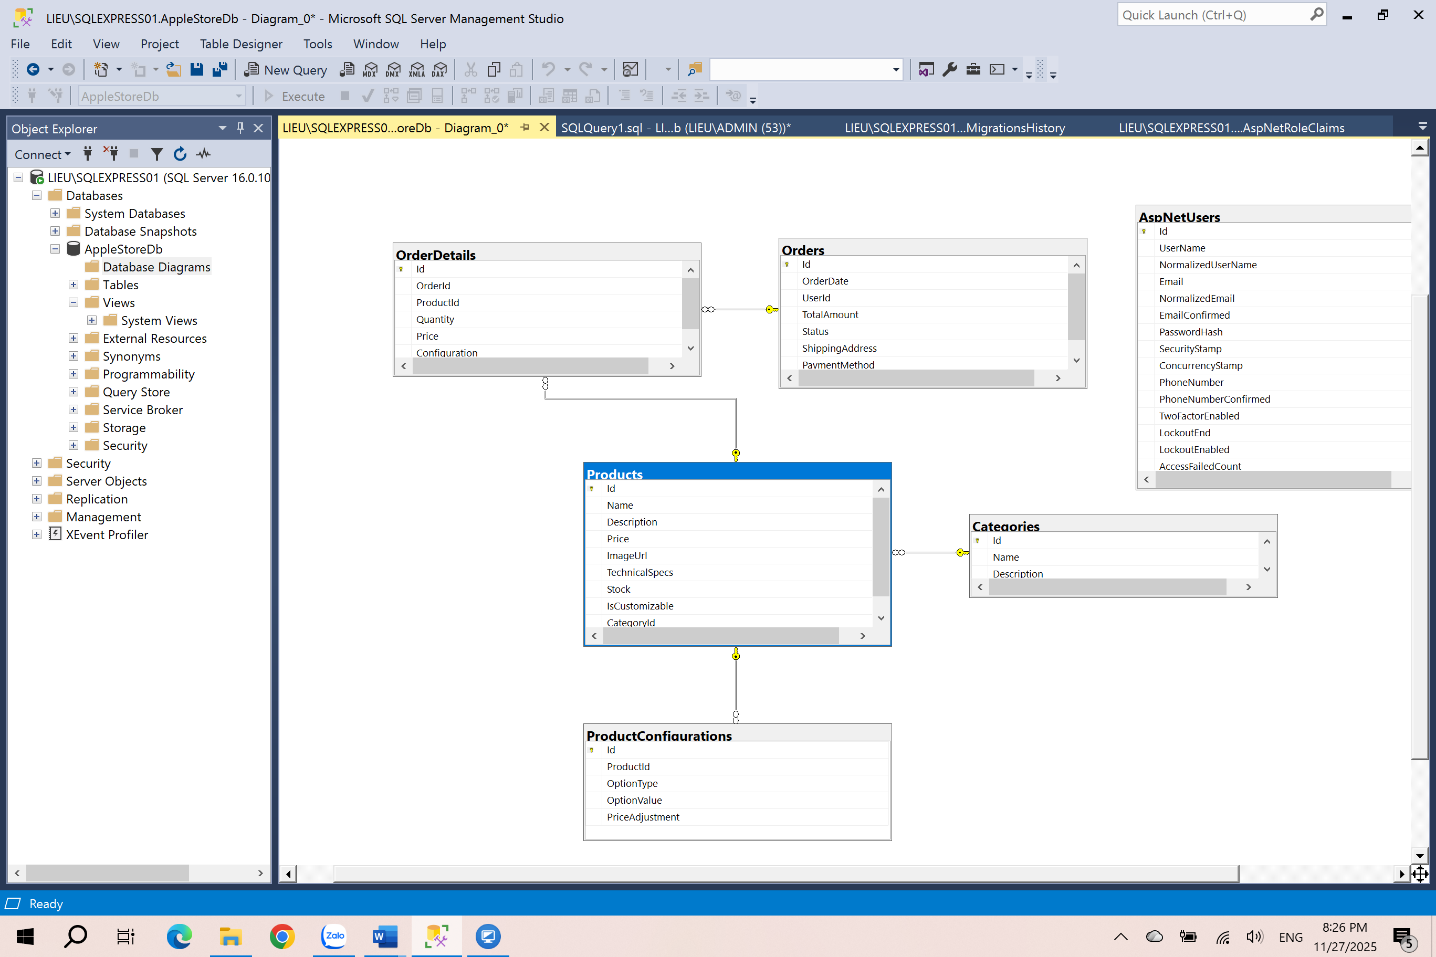 LIEU\SQLEXPRESS01.AppleStoreDb - Diagram_0* - Microsoft SQL Server Management Studio
Quick Launch (Ctrl+Q)
File Edit View Project Table Designer Tools Window Help
New Query
MDX DMX XMLA DAX
AppleStoreDb
Execute
Object Explorer
Connect
LIEU\SQLEXPRESS01 (SQL Server 16.0.10
Databases
System Databases
Database Snapshots
AppleStoreDb
Database Diagrams
Tables
Views
System Views
External Resources
Synonyms
Programmability
Query Store
Service Broker
Storage
Security
Security
Server Objects
Replication
Management
XEvent Profiler
LIEU\SQLEXPRESS0...oreDb - Diagram_0*
SQLQuery1.sql - LI...b (LIEU\ADMIN (53))*
LIEU\SQLEXPRESS01...MigrationsHistory
LIEU\SQLEXPRESS01....AspNetRoleClaims
OrderDetails
Id
OrderId
ProductId
Quantity
Price
Configuration
Orders
Id
OrderDate
UserId
TotalAmount
Status
ShippingAddress
PaymentMethod
AspNetUsers
Id
UserName
NormalizedUserName
Email
NormalizedEmail
EmailConfirmed
PasswordHash
SecurityStamp
ConcurrencyStamp
PhoneNumber
PhoneNumberConfirmed
TwoFactorEnabled
LockoutEnd
LockoutEnabled
AccessFailedCount
Products
Id
Name
Description
Price
ImageUrl
TechnicalSpecs
Stock
IsCustomizable
CategoryId
Categories
Id
Name
Description
ProductConfigurations
Id
ProductId
OptionType
OptionValue
PriceAdjustment
Ready
Zalo
ENG
8:26 PM
11/27/2025
5